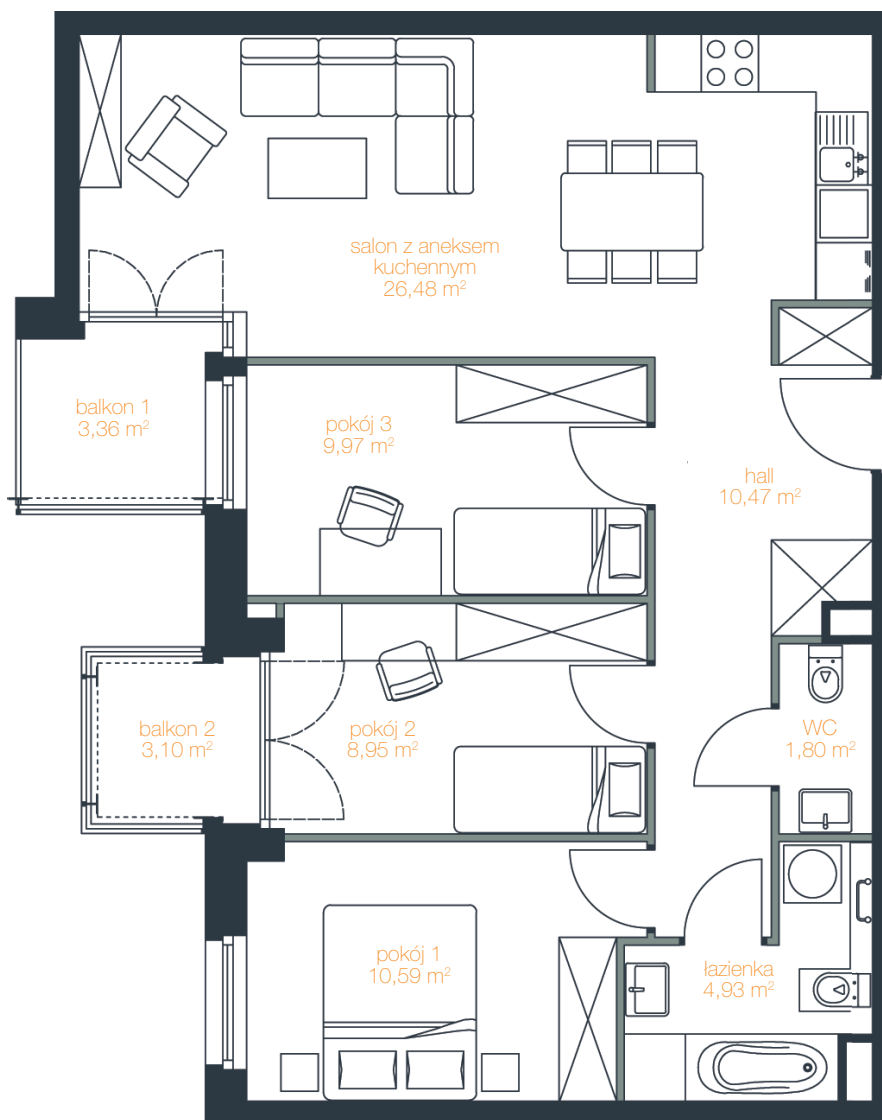 salon z aneksem
kuchennym
26,48 m²
balkon 1
3,36 m²
pokój 3
9,97 m²
hall
10,47 m²
balkon 2
3,10 m²
pokój 2
8,95 m²
WC
1,80 m²
pokój 1
10,59 m²
łazienka
4,93 m²